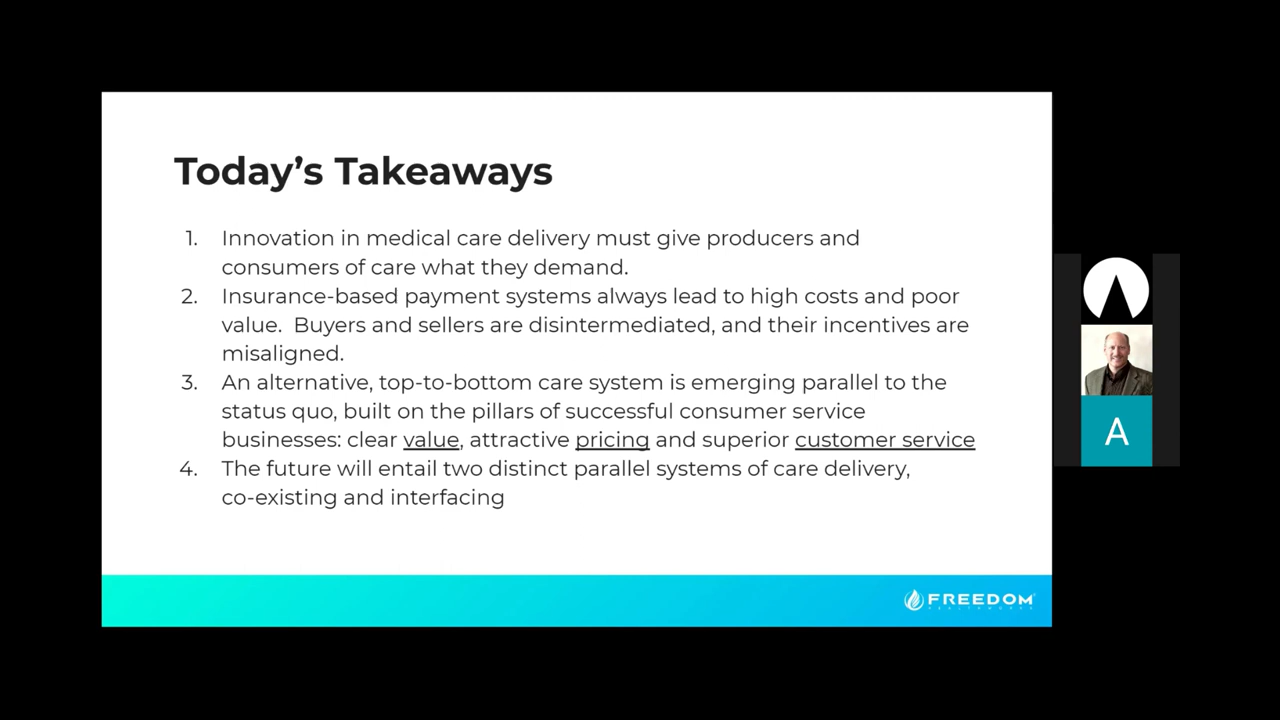 Today’s Takeaways
1. Innovation in medical care delivery must give producers and
consumers of care what they demand.
2. Insurance-based payment systems always lead to high costs and poor
value.  Buyers and sellers are disintermediated, and their incentives are
misaligned.
3. An alternative, top-to-bottom care system is emerging parallel to the
status quo, built on the pillars of successful consumer service
businesses: clear value, attractive pricing and superior customer service
4. The future will entail two distinct parallel systems of care delivery,
co-existing and interfacing
A
FREEDOM